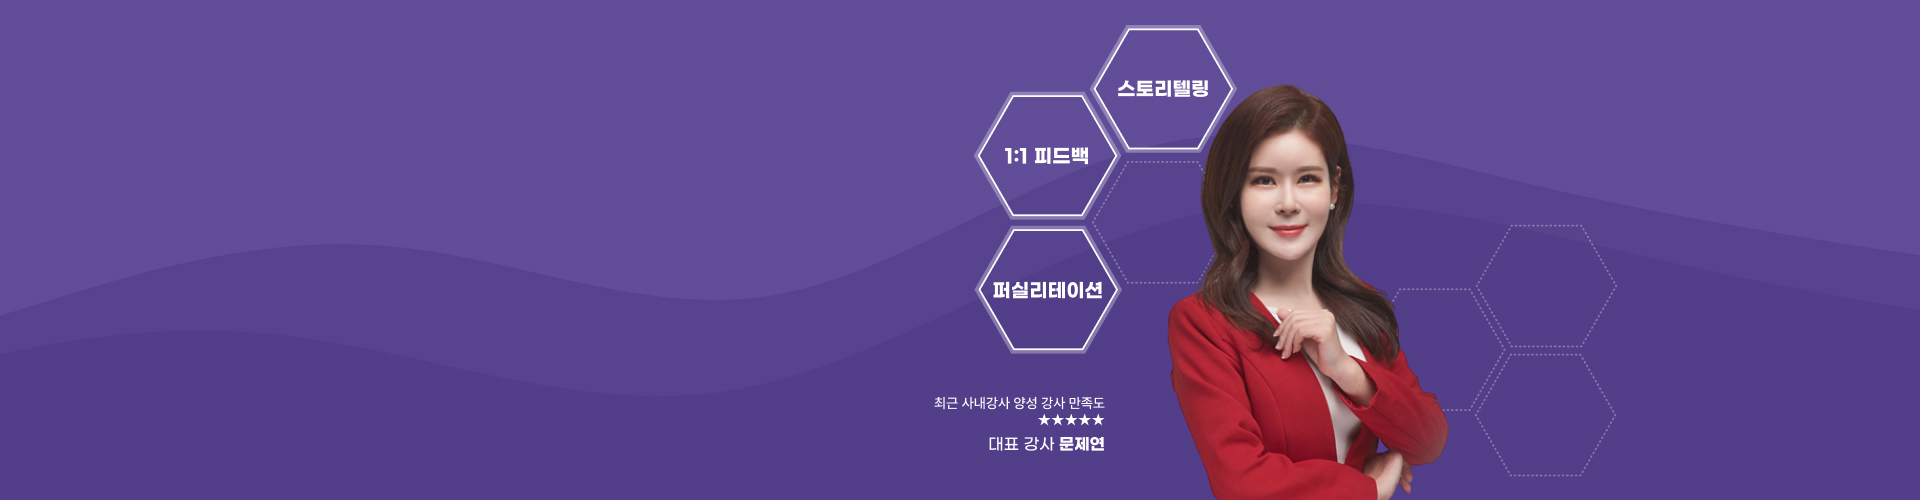 스토리텔링
1:1 피드백
퍼실리테이션
최근 사내강사 양성 강사 만족도
★★★★★
대표 강사 문제연